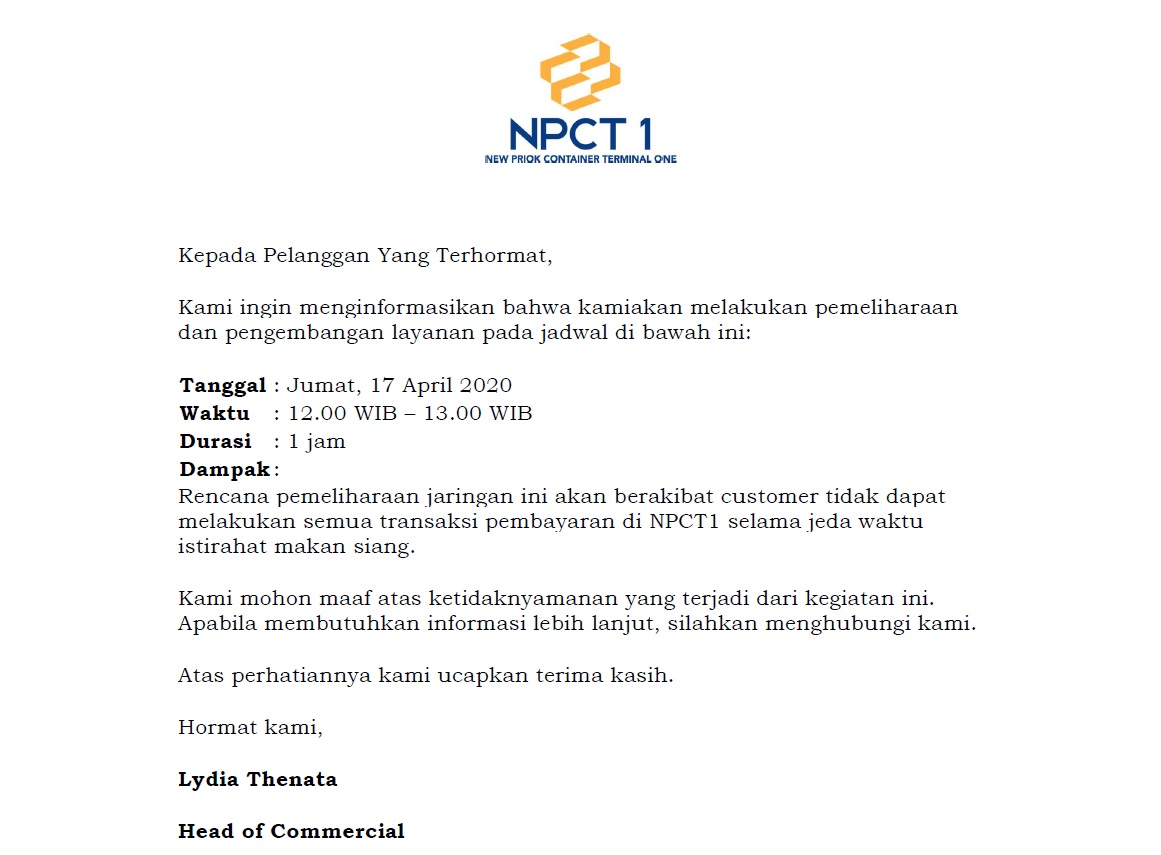 NPCT 1
NEW PRIOK CONTAINER TERMINAL ONE
Kepada Pelanggan Yang Terhormat,
Kami ingin menginformasikan bahwa kamiakan melakukan pemeliharaan
dan pengembangan layanan pada jadwal di bawah ini:
Tanggal : Jumat, 17 April 2020
Waktu : 12.00 WIB – 13.00 WIB
Durasi : 1 jam
Dampak :
Rencana pemeliharaan jaringan ini akan berakibat customer tidak dapat
melakukan semua transaksi pembayaran di NPCT1 selama jeda waktu
istirahat makan siang.
Kami mohon maaf atas ketidaknyamanan yang terjadi dari kegiatan ini.
Apabila membutuhkan informasi lebih lanjut, silahkan menghubungi kami.
Atas perhatiannya kami ucapkan terima kasih.
Hormat kami,
Lydia Thenata
Head of Commercial